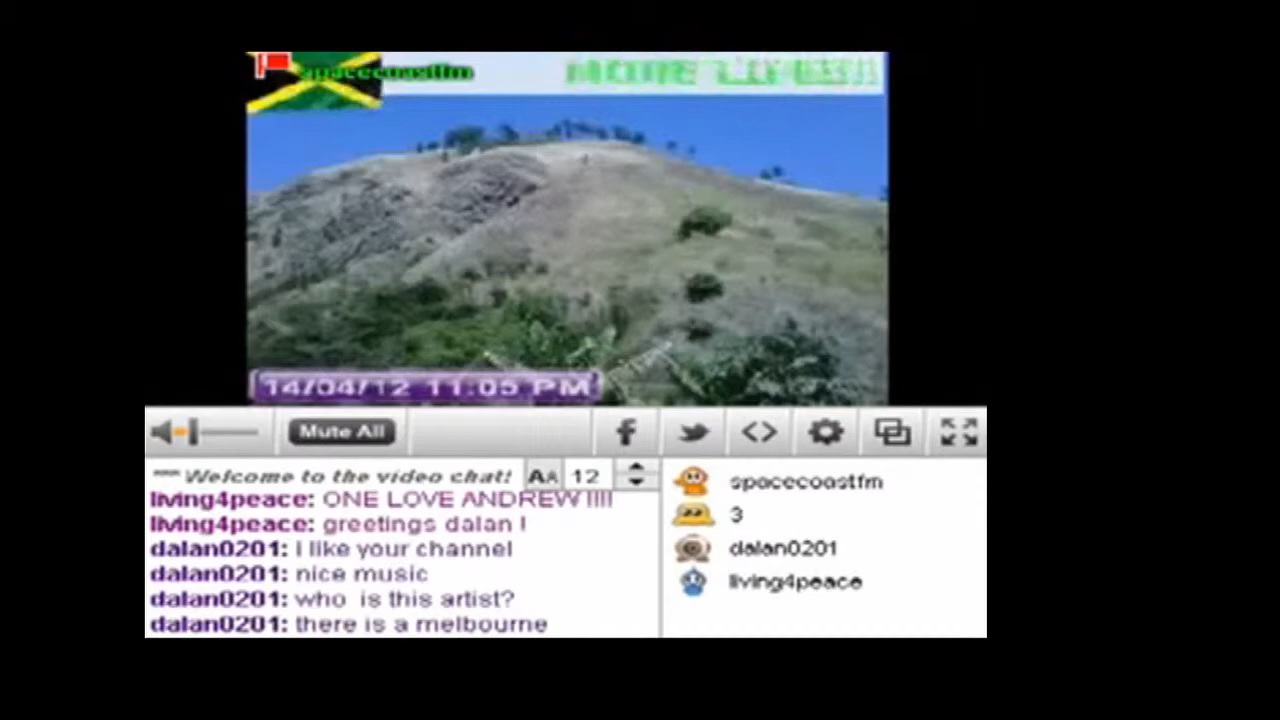 spacecoastfm
14/04/12 11:05 PM
Mute All
*** Welcome to the video chat!
AA 12
living4peace: ONE LOVE ANDREW !!!!
living4peace: greetings dalan !
dalan0201: i like your channel
dalan0201: nice music
dalan0201: who is this artist?
dalan0201: there is a melbourne
spacecoastfm
3
dalan0201
living4peace